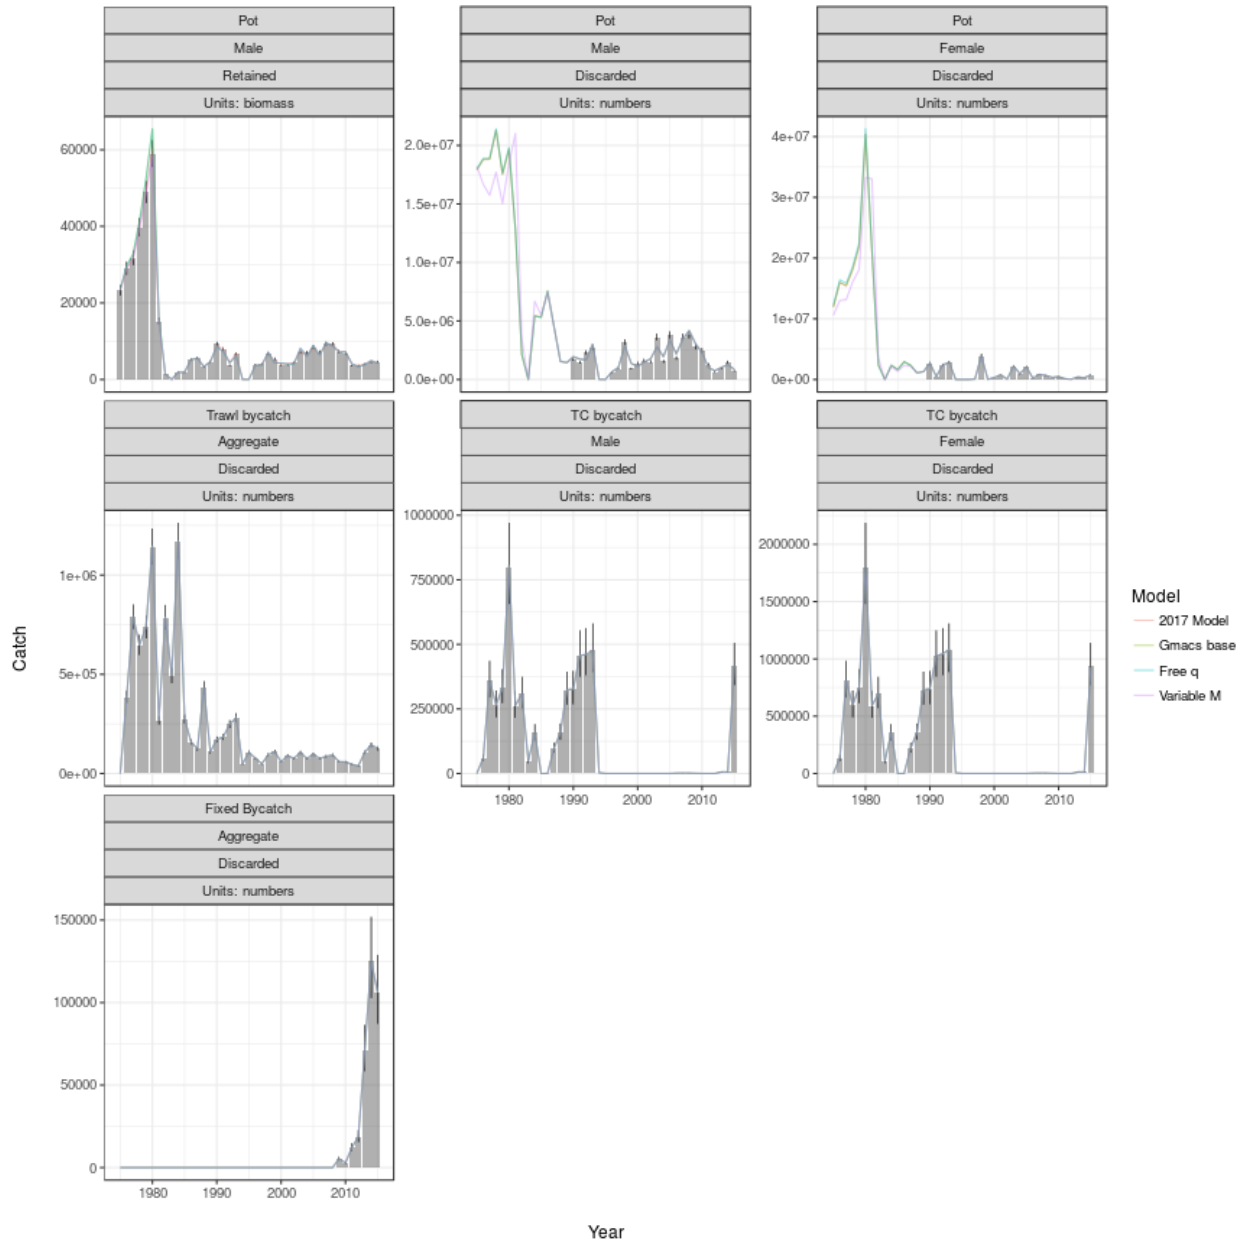 Pot
Male
Retained
Units: biomass
60000
40000
20000
0
Pot
Male
Discarded
Units: numbers
2.0e+07
1.5e+07
1.0e+07
5.0e+06
0.0e+00
Pot
Female
Discarded
Units: numbers
4e+07
3e+07
2e+07
1e+07
0e+00
Trawl bycatch
Aggregate
Discarded
Units: numbers
1e+06
5e+05
0e+00
TC bycatch
Male
Discarded
Units: numbers
1000000
750000
500000
250000
0
1980 1990 2000 2010
TC bycatch
Female
Discarded
Units: numbers
2000000
1500000
1000000
500000
0
1980 1990 2000 2010
Fixed Bycatch
Aggregate
Discarded
Units: numbers
150000
100000
50000
0
1980 1990 2000 2010
Catch
Year
Model
2017 Model
Gmacs base
Free q
Variable M